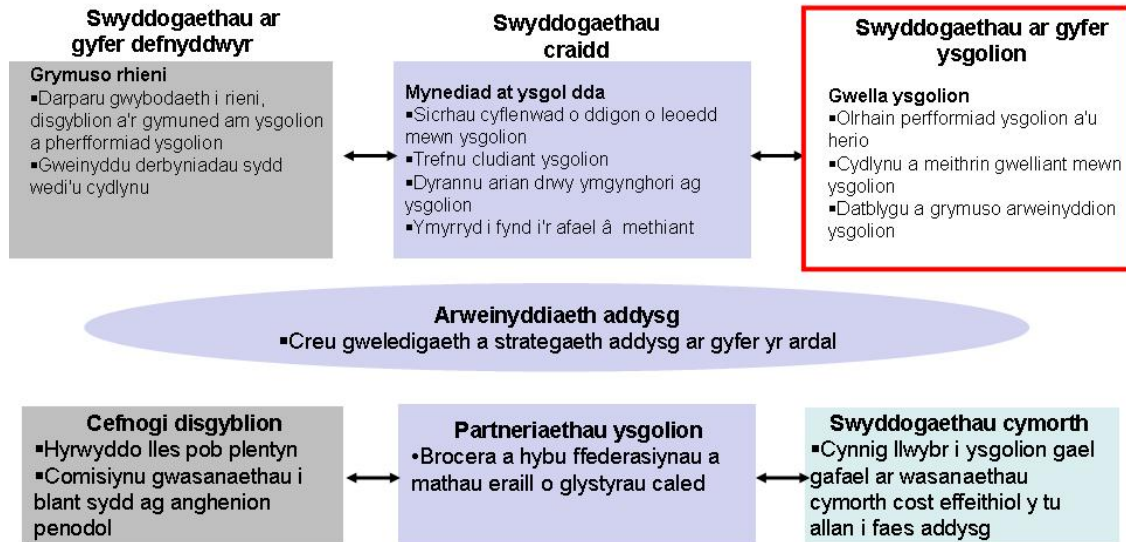 Swyddogaethau ar
gyfer defnyddwyr
Grymuso rhieni
▪Darparu gwybodaeth i rieni,
disgyblion a'r gymuned am ysgolion
a pherfformiad ysgolion
▪Gweinyddu derbyniadau sydd
wedi'u cydlynu
Swyddogaethau
craidd
Mynediad at ysgol dda
▪Sicrhau cyflenwad o ddigon o leoedd
mewn ysgolion
▪Trefnu cludiant ysgolion
▪Dyrannu arian drwy ymgynghori ag
ysgolion
▪Ymyrryd i fynd i'r afael â methiant
Swyddogaethau ar gyfer
ysgolion
Gwella ysgolion
▪Olrhain perfformiad ysgolion a'u
herio
▪Cydlynu a meithrin gwelliant mewn
ysgolion
▪Datblygu a grymuso arweinyddion
ysgolion
Arweinyddiaeth addysg
▪Creu gweledigaeth a strategaeth addysg ar gyfer yr ardal
Cefnogi disgyblion
▪Hyrwyddo lles pob plentyn
▪Comisiynu gwasanaethau i
blant sydd ag anghenion
penodol
Partneriaethau ysgolion
•Brocera a hybu ffederasiynau a
mathau eraill o glystyrau caled
Swyddogaethau cymorth
▪Cynnig llwybr i ysgolion gael
gafael ar wasanaethau
cymorth cost effeithiol y tu
allan i faes addysg